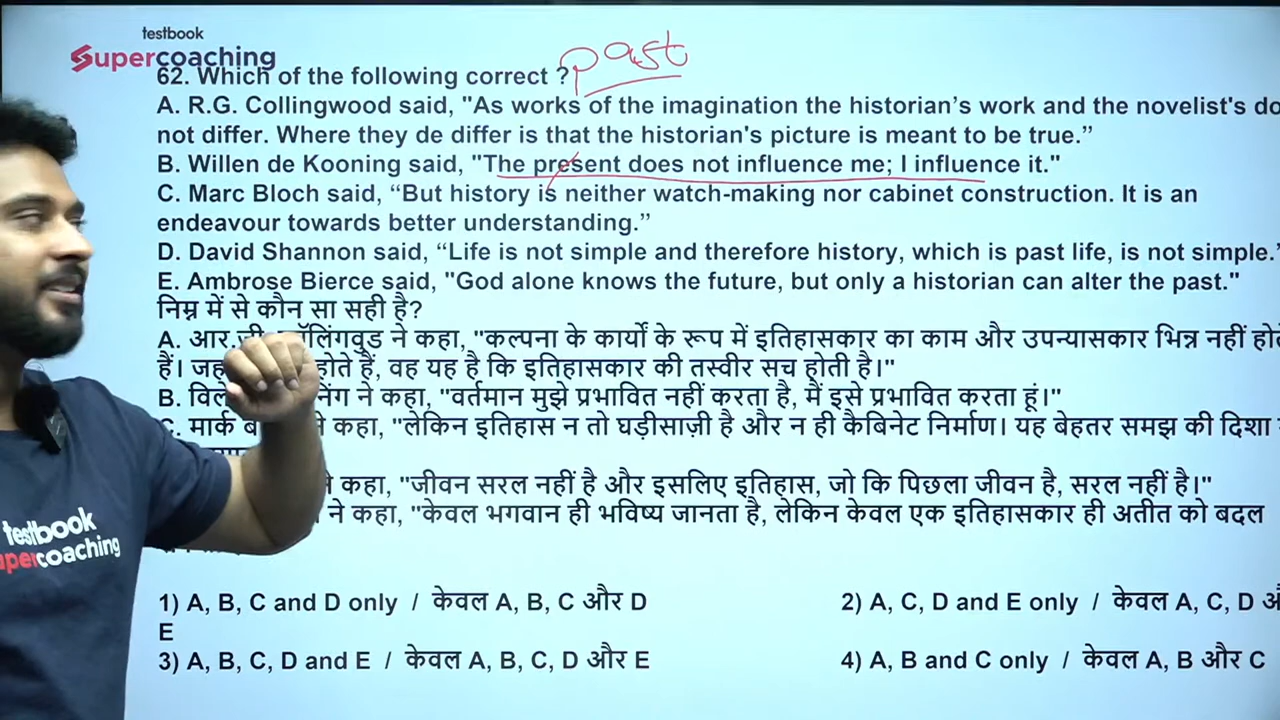 testbook
Supercoaching
past
62. Which of the following correct ?
A. R.G. Collingwood said, "As works of the imagination the historian's work and the novelist's do
not differ. Where they de differ is that the historian's picture is meant to be true.”
B. Willen de Kooning said, "The present does not influence me; I influence it."
C. Marc Bloch said, “But history is neither watch-making nor cabinet construction. It is an
endeavour towards better understanding.”
D. David Shannon said, “Life is not simple and therefore history, which is past life, is not simple.”
E. Ambrose Bierce said, "God alone knows the future, but only a historian can alter the past."
निम्न में से कौन सा सही है?
A. आर.जी. ने कहा, "कल्पना के कार्यों के रूप में इतिहासकार का काम और उपन्यासकार भिन्न नहीं
हैं। होते हैं, वह यह है कि इतिहासकार की तस्वीर सच होती है।"
B. ने कहा, "वर्तमान मुझे प्रभावित नहीं करता है, मैं इसे प्रभावित करता हूं।"
C. मार्क कहा, "लेकिन इतिहास न तो घड़ीसाज़ी है और न ही कैबिनेट निर्माण। यह बेहतर समझ की दिशा
कहा, "जीवन सरल नहीं है और इसलिए इतिहास, जो कि पिछला जीवन है, सरल नहीं है।"
ने कहा, "केवल भगवान ही भविष्य जानता है, लेकिन केवल एक इतिहासकार ही अतीत को बदल
1) A, B, C and D only / केवल A, B, C और D
2) A, C, D and E only / केवल A, C, D
E
3) A, B, C, D and E / केवल A, B, C, D और E
4) A, B and C only / केवल A, B और C
testbook
supercoaching